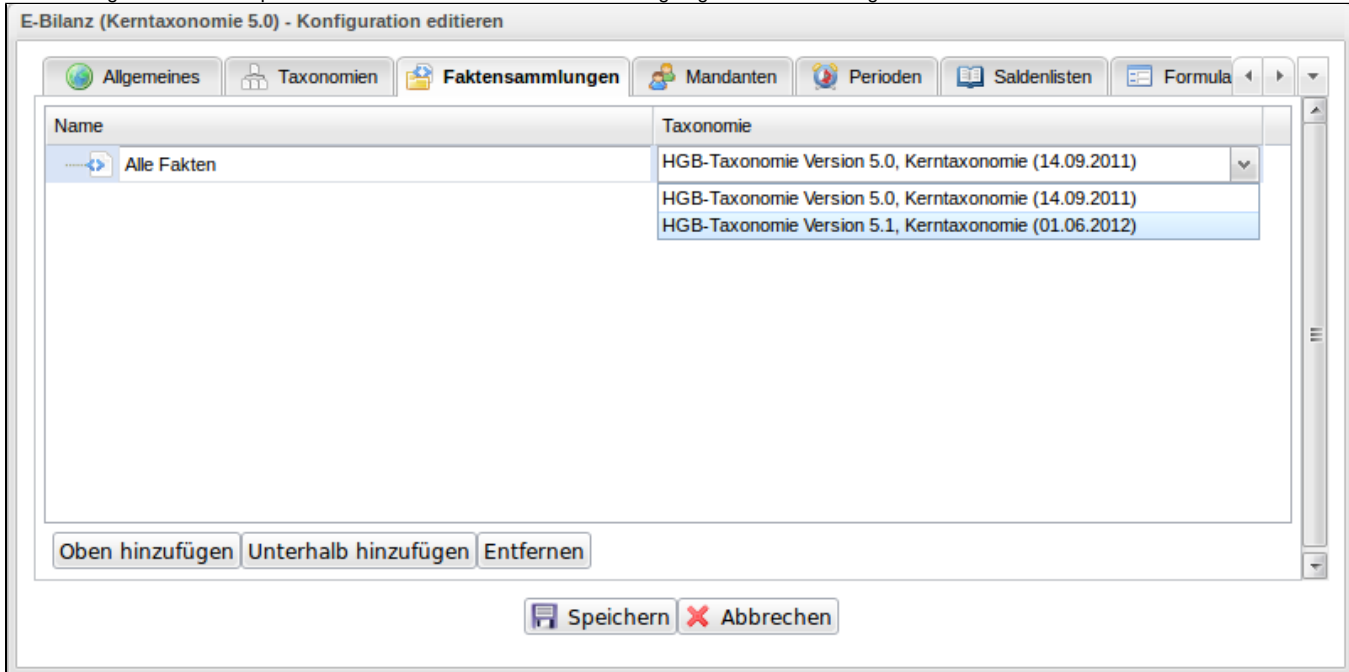 E-Bilanz (Kerntaxonomie 5.0) - Konfiguration editieren
Allgemeines Taxonomien Faktensammlungen Mandanten Perioden Saldenlisten Formula
Name Taxonomie
Alle Fakten HGB-Taxonomie Version 5.0, Kerntaxonomie (14.09.2011)
HGB-Taxonomie Version 5.0, Kerntaxonomie (14.09.2011)
HGB-Taxonomie Version 5.1, Kerntaxonomie (01.06.2012)
Oben hinzufügen Unterhalb hinzufügen Entfernen
Speichern Abbrechen